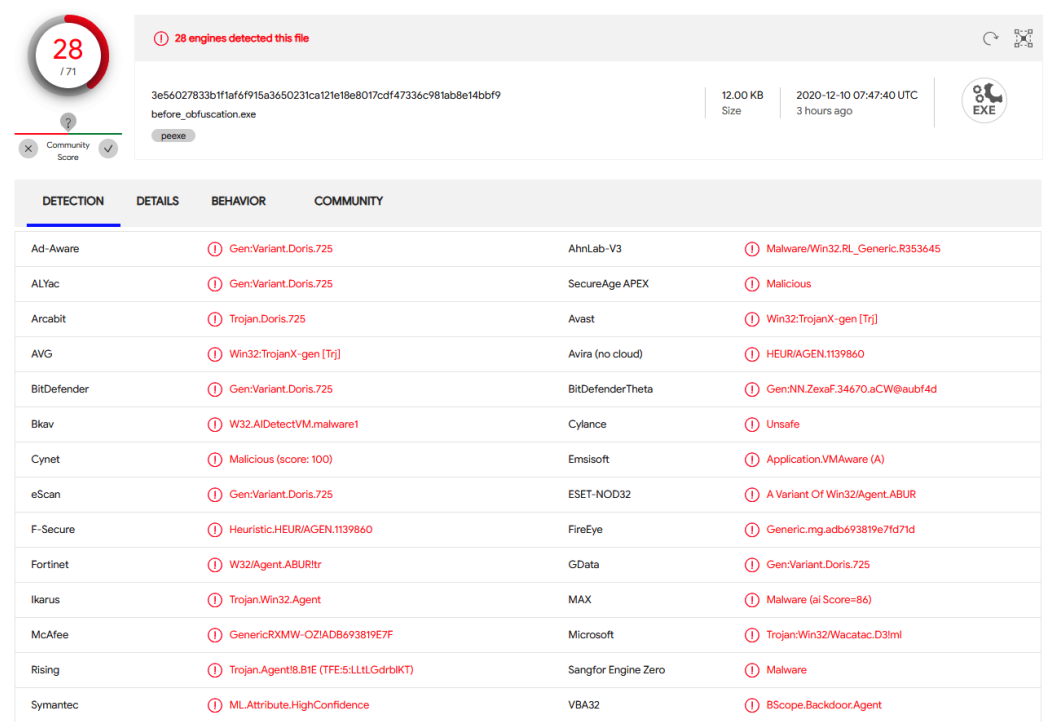 28
/ 71
28 engines detected this file
3e56027833b1f1af6f915a3650231ca121e18e8017cdf47336c981ab8e14bbf9
before_obfuscation.exe
peexe
12.00 KB
Size
2020-12-10 07:47:40 UTC
3 hours ago
EXE
?
Community
Score
DETECTION DETAILS BEHAVIOR COMMUNITY
Ad-Aware Gen:Variant.Doris.725 AhnLab-V3 Malware/Win32.RL_Generic.R353645
ALYac Gen:Variant.Doris.725 SecureAge APEX Malicious
Arcabit Trojan.Doris.725 Avast Win32:TrojanX-gen [Trj]
AVG Win32:TrojanX-gen [Trj] Avira (no cloud) HEUR/AGEN.1139860
BitDefender Gen:Variant.Doris.725 BitDefenderTheta Gen:NN.ZexaF.34670.aCW@aubf4d
Bkav W32.AIDetectVM.malware1 Cylance Unsafe
Cynet Malicious (score: 100) Emsisoft Application.VMAware (A)
eScan Gen:Variant.Doris.725 ESET-NOD32 A Variant Of Win32/Agent.ABUR
F-Secure Heuristic.HEUR/AGEN.1139860 FireEye Generic.mg.adb693819e7fd71d
Fortinet W32/Agent.ABUR!tr GData Gen:Variant.Doris.725
Ikarus Trojan.Win32.Agent MAX Malware (ai Score=86)
McAfee GenericRXMW-OZ!ADB693819E7F Microsoft Trojan:Win32/Wacatac.D3!ml
Rising Trojan.Agent!8.B1E (TFE:5:LLtLGdrbIKT) Sangfor Engine Zero Malware
Symantec ML.Attribute.HighConfidence VBA32 BScope.Backdoor.Agent